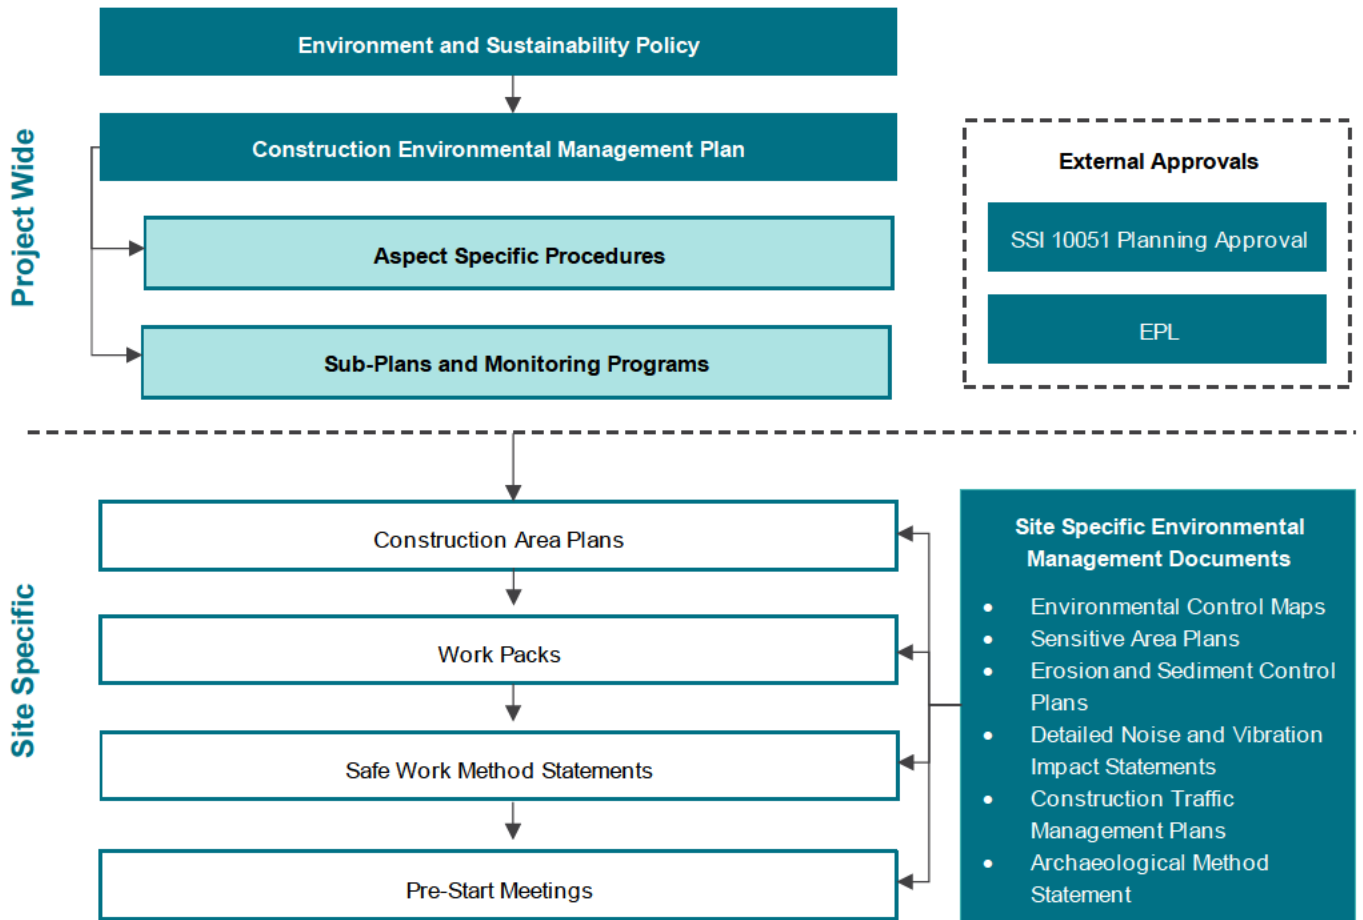 Project Wide
Environment and Sustainability Policy
Construction Environmental Management Plan
Aspect Specific Procedures
Sub-Plans and Monitoring Programs
External Approvals
SSI 10051 Planning Approval
EPL
Site Specific
Construction Area Plans
Work Packs
Safe Work Method Statements
Pre-Start Meetings
Site Specific Environmental
Management Documents
• Environmental Control Maps
• Sensitive Area Plans
• Erosion and Sediment Control
Plans
• Detailed Noise and Vibration
Impact Statements
• Construction Traffic
Management Plans
• Archaeological Method
Statement